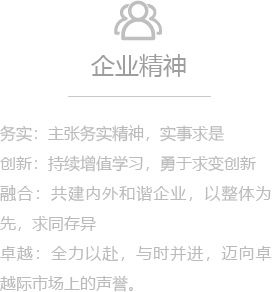 企业精神
务实：主张务实精神，实事求是
创新：持续增值学习，勇于求变创新
融合：共建内外和谐企业，以整体为
先，求同存异
卓越：全力以赴，与时并进，迈向卓
越际市场上的声誉。